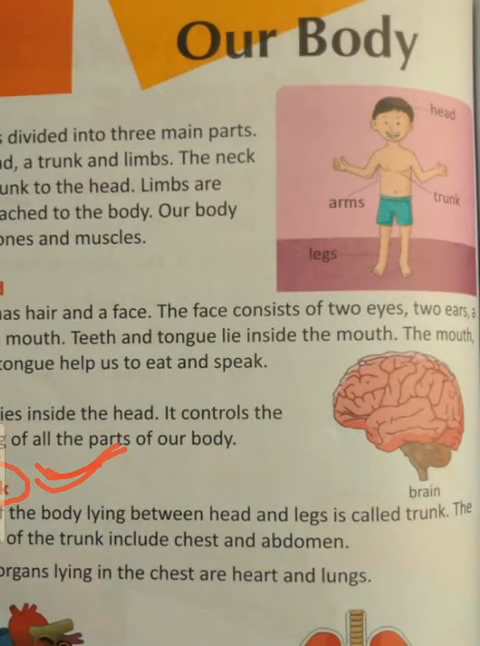 Our Body
s divided into three main parts.
d, a trunk and limbs. The neck
unk to the head. Limbs are
ached to the body. Our body
ones and muscles.
head
arms
trunk
legs
d
as hair and a face. The face consists of two eyes, two ears, a
mouth. Teeth and tongue lie inside the mouth. The mouth,
tongue help us to eat and speak.
ies inside the head. It controls the
g of all the parts of our body.
brain
k
the body lying between head and legs is called trunk. The
of the trunk include chest and abdomen.
organs lying in the chest are heart and lungs.